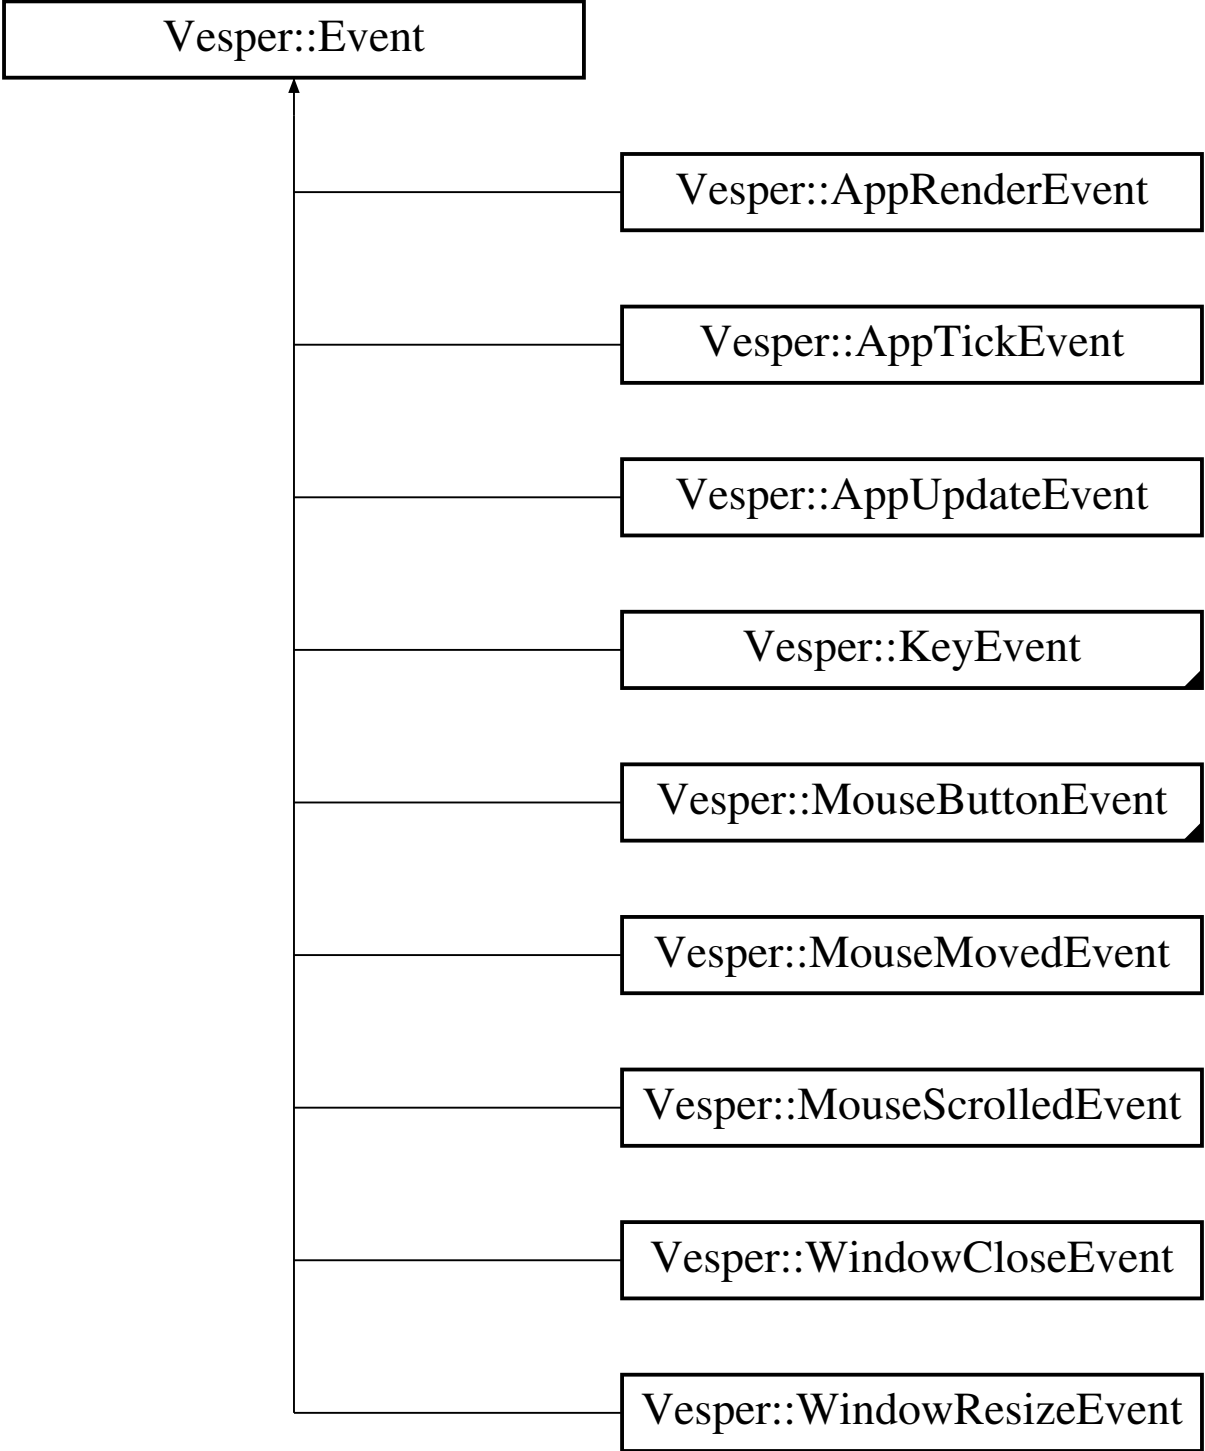 Vesper::Event
Vesper::AppRenderEvent
Vesper::AppTickEvent
Vesper::AppUpdateEvent
Vesper::KeyEvent
Vesper::MouseButtonEvent
Vesper::MouseMovedEvent
Vesper::MouseScrolledEvent
Vesper::WindowCloseEvent
Vesper::WindowResizeEvent